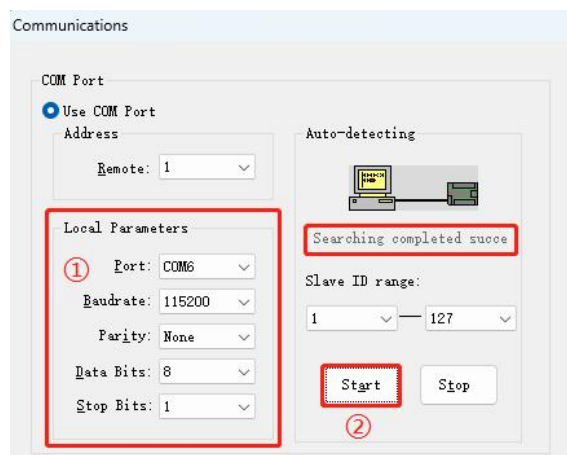 Communications
COM Port
Use COM Port
Address
Remote: 1
Local Parameters
① Port: COM6
Baudrate: 115200
Parity: None
Data Bits: 8
Stop Bits: 1
Auto-detecting
Searching completed succe
Slave ID range:
1 — 127
Start Stop
②